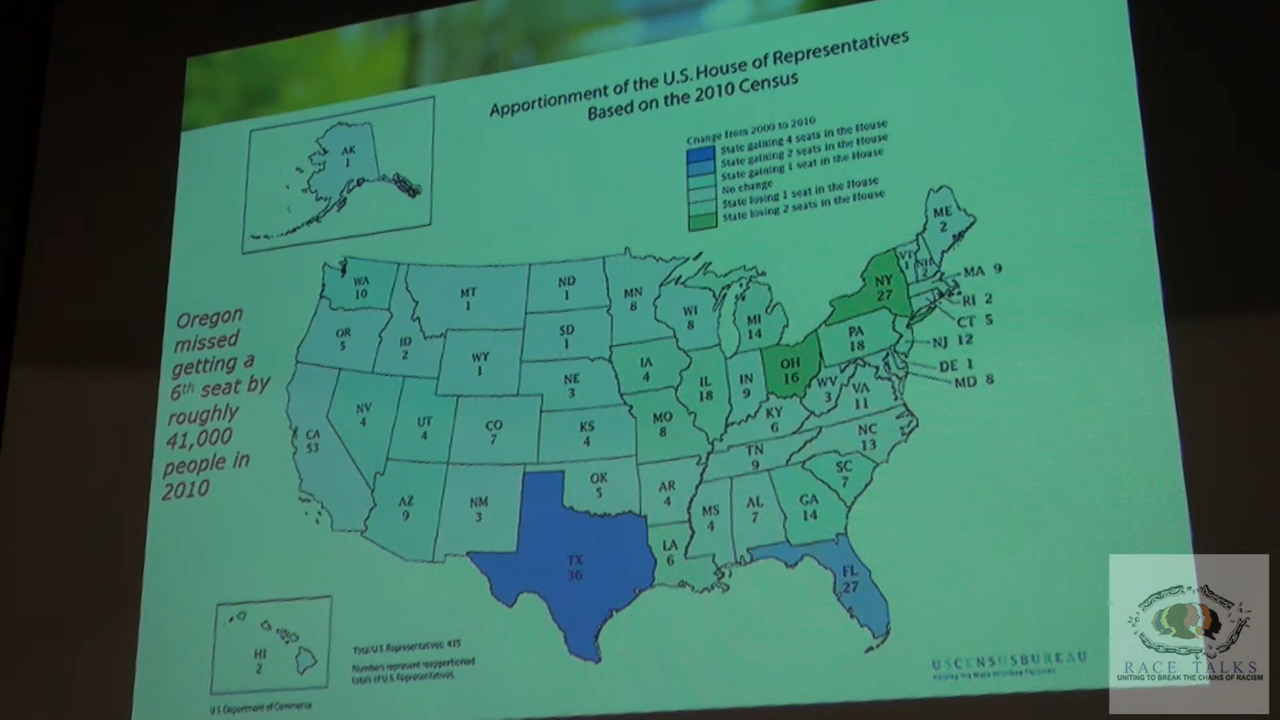 Apportionment of the U.S. House of Representatives
Based on the 2010 Census
Change from 2000 to 2010
State gaining 4 seats in the House
State gaining 2 seats in the House
State gaining 1 seat in the House
No change
State losing 1 seat in the House
State losing 2 seats in the House
AK
1
ME
2
VT
1
NH
2
MA 9
RI 2
CT 5
NJ 12
DE 1
MD 8
WA
10
MT
1
ND
1
MN
8
WI
8
MI
14
NY
27
PA
18
OR
5
ID
2
WY
1
SD
1
IA
4
NE
3
IL
18
IN
9
OH
16
WV
3
VA
11
NV
4
UT
4
CO
7
KS
4
MO
8
KY
6
CA
53
TN
9
NC
13
SC
7
AZ
9
NM
3
OK
5
AR
4
MS
4
AL
7
GA
14
LA
6
TX
36
FL
27
Oregon
missed
getting a
6th seat by
roughly
41,000
people in
2010
HI
2
Total U.S. Representatives: 435
Numbers represent reapportioned
totals of U.S. Representatives.
U.S. Department of Commerce
USCENSUSBUREAU
RACE TALKS
UNITING TO BREAK THE CHAINS OF RACISM